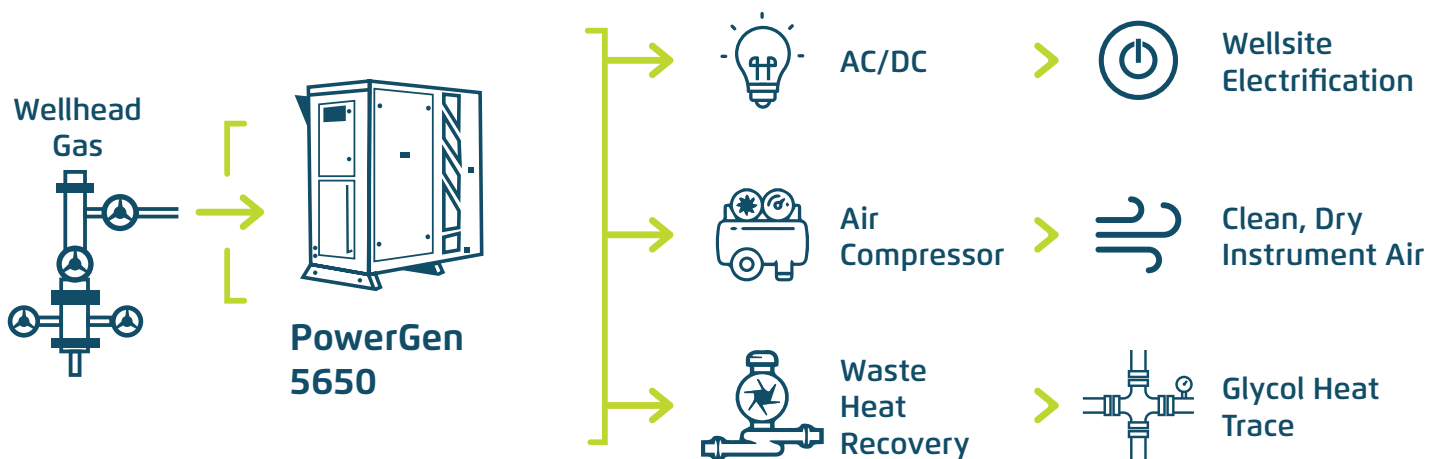 Wellhead
Gas
PowerGen
5650
AC/DC
Wellsite
Electrification
Air
Compressor
Clean, Dry
Instrument Air
Waste
Heat
Recovery
Glycol Heat
Trace